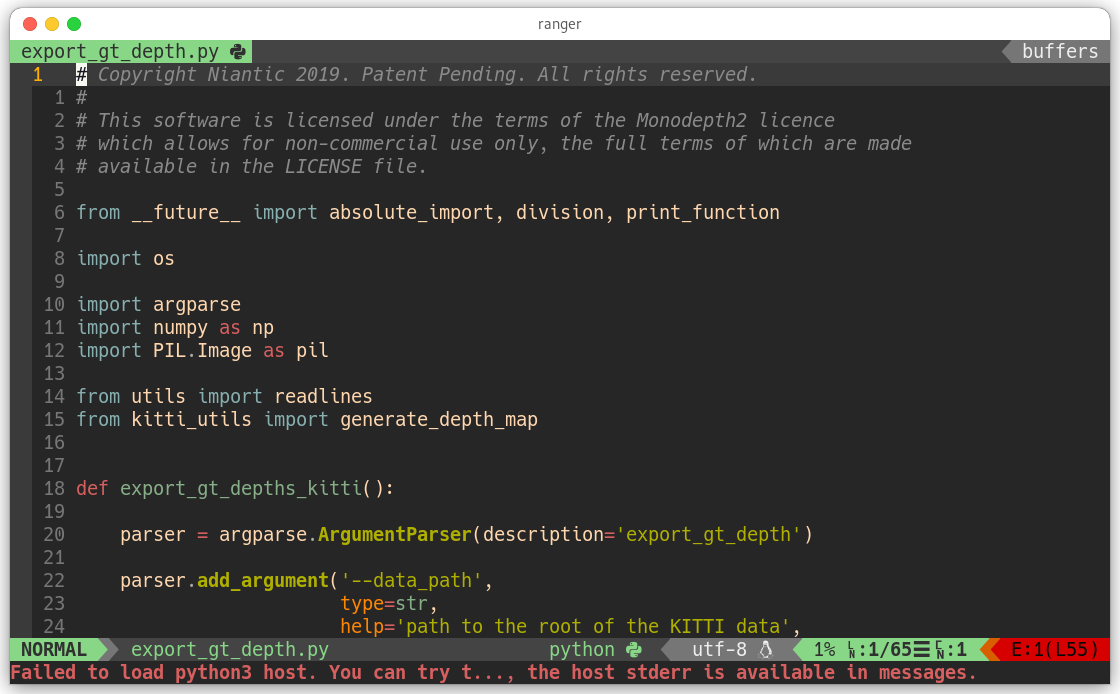 ranger
export_gt_depth.py buffers
1 # Copyright Niantic 2019. Patent Pending. All rights reserved.
1 #
2 # This software is licensed under the terms of the Monodepth2 licence
3 # which allows for non-commercial use only, the full terms of which are made
4 # available in the LICENSE file.
5
6 from __future__ import absolute_import, division, print_function
7
8 import os
9
10 import argparse
11 import numpy as np
12 import PIL.Image as pil
13
14 from utils import readlines
15 from kitti_utils import generate_depth_map
16
17
18 def export_gt_depths_kitti():
19
20     parser = argparse.ArgumentParser(description='export_gt_depth')
21
22     parser.add_argument('--data_path',
23                         type=str,
24                         help='path to the root of the KITTI data',
NORMAL export_gt_depth.py python utf-8 1% LN:1/65☰CN:1 E:1(L55)
Failed to load python3 host. You can try t..., the host stderr is available in messages.